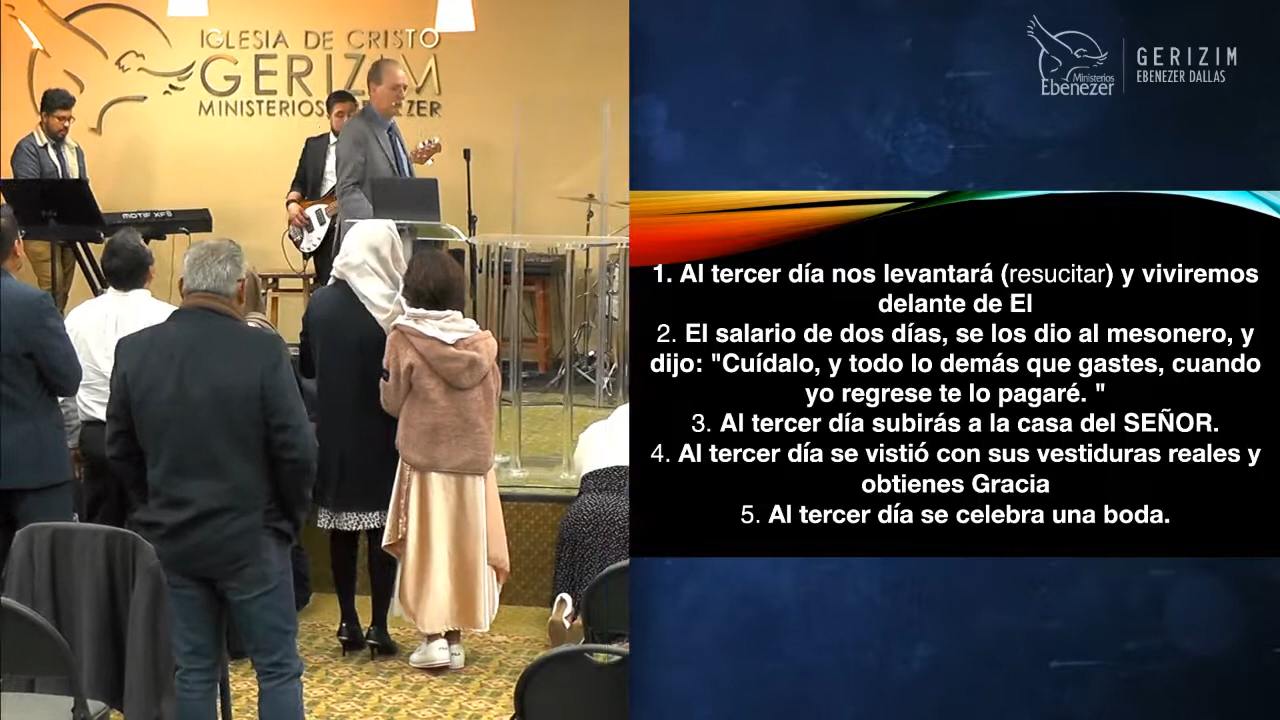 IGLESIA DE CRISTO
GERIZIM
MINISTERIOS EZER
MOTIF XF8
Ministerios
Ebenezer
GERIZIM
EBENEZER DALLAS
1. Al tercer día nos levantará (resucitar) y viviremos
delante de El
2. El salario de dos días, se los dio al mesonero, y
dijo: "Cuídalo, y todo lo demás que gastes, cuando
yo regrese te lo pagaré. "
3. Al tercer día subirás a la casa del SEÑOR.
4. Al tercer día se vistió con sus vestiduras reales y
obtienes Gracia
5. Al tercer día se celebra una boda.